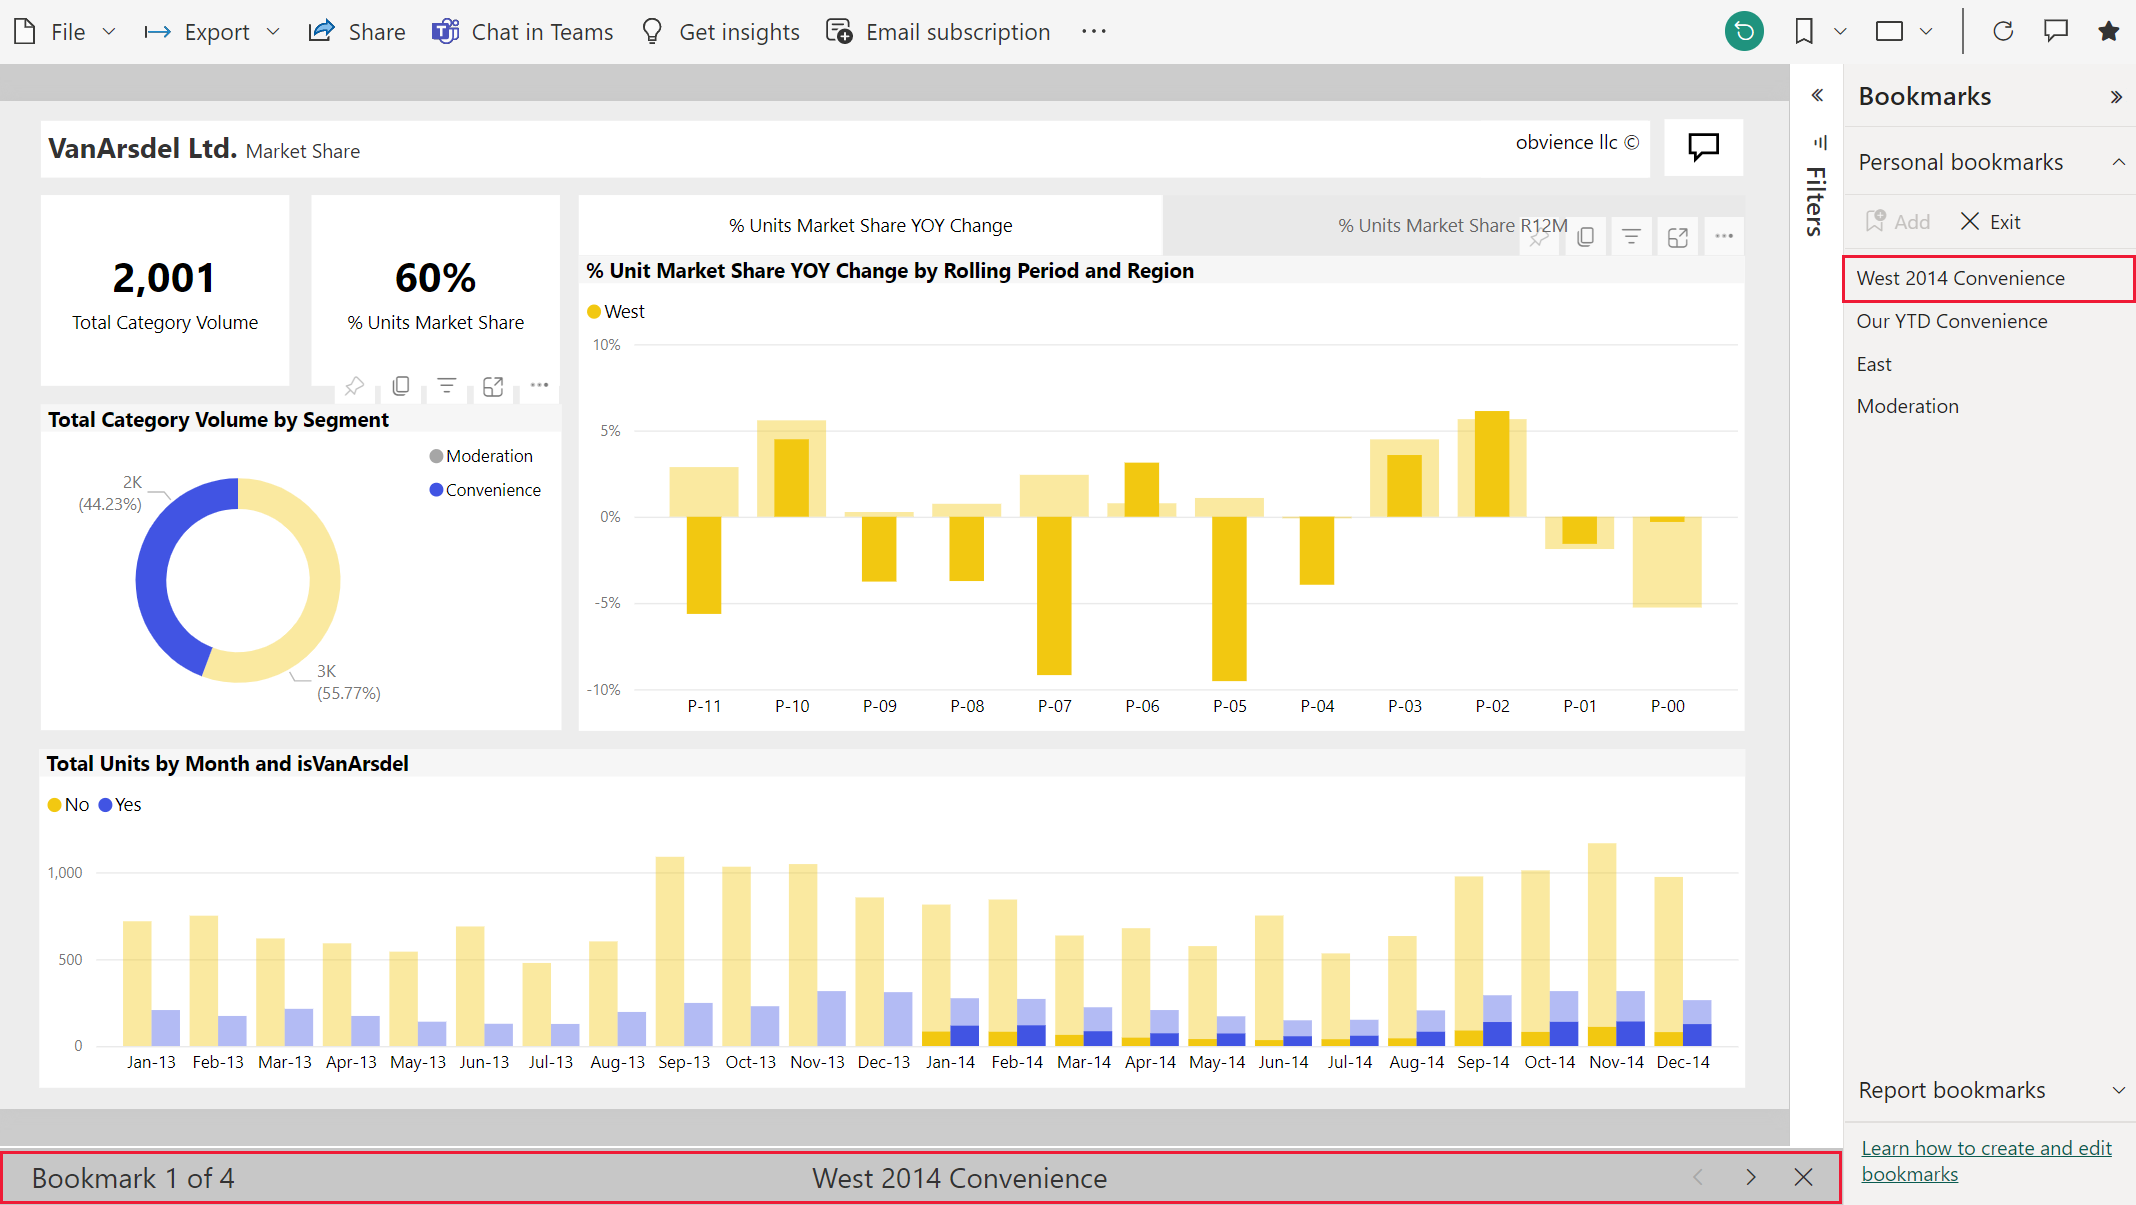 File Export Share Chat in Teams Get insights Email subscription ...
VanArsdel Ltd. Market Share
obvience llc ©
2,001
Total Category Volume
60%
% Units Market Share
% Units Market Share YOY Change
% Units Market Share R12M
% Unit Market Share YOY Change by Rolling Period and Region
West
10%
5%
0%
-5%
-10%
P-11 P-10 P-09 P-08 P-07 P-06 P-05 P-04 P-03 P-02 P-01 P-00
Total Category Volume by Segment
Moderation
Convenience
2K
(44.23%)
3K
(55.77%)
Total Units by Month and isVanArsdel
No Yes
1,000
500
0
Jan-13 Feb-13 Mar-13 Apr-13 May-13 Jun-13 Jul-13 Aug-13 Sep-13 Oct-13 Nov-13 Dec-13 Jan-14 Feb-14 Mar-14 Apr-14 May-14 Jun-14 Jul-14 Aug-14 Sep-14 Oct-14 Nov-14 Dec-14
Bookmark 1 of 4
West 2014 Convenience
Filters
Bookmarks
Personal bookmarks
Add Exit
West 2014 Convenience
Our YTD Convenience
East
Moderation
Report bookmarks
Learn how to create and edit
bookmarks